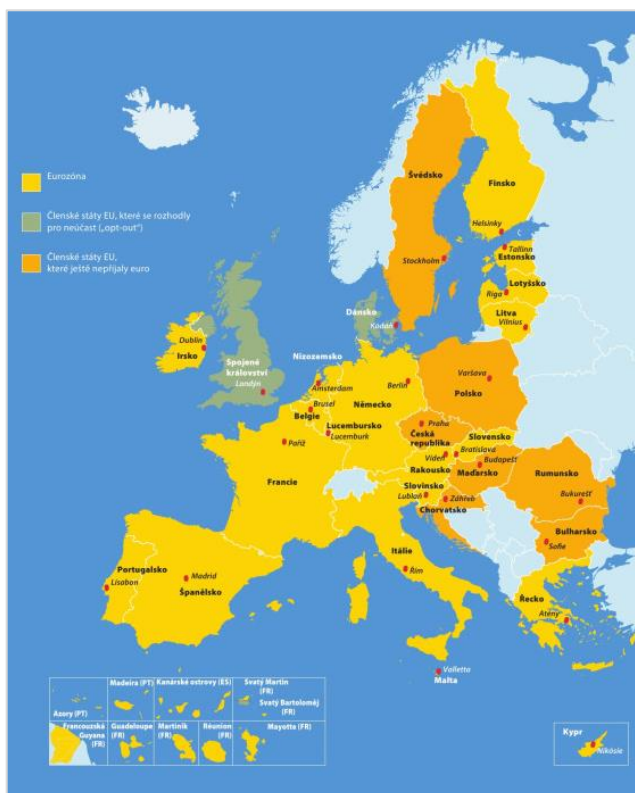 Eurozóna
Členské státy EU, které se rozhodly
pro neúčast („opt-out“)
Členské státy EU,
které ještě nepřijaly euro
Švédsko
Finsko
Helsinky
Stockholm
Tallinn
Estonsko
Lotyšsko
Riga
Litva
Vilnius
Dánsko
Kodaň
Dublin
Irsko
Spojené
království
Londýn
Nizozemsko
Amsterdam
Berlin
Varšava
Polsko
Brusel
Belgie
Německo
Lucembursko
Lucemburk
Praha
Česká
republika
Paříž
Slovensko
Bratislava
Vídeň
Budapešť
Rakousko
Maďarsko
Rumunsko
Francie
Slovinsko
Lublaň
Záhřeb
Chorvatsko
Bukurešť
Bulharsko
Sofie
Itálie
Řím
Portugalsko
Lisabon
Madrid
Španělsko
Řecko
Atény
Valletta
Malta
Azory (PT)
Madeira (PT)
Kanárské ostrovy (ES)
Svatý Martin
(FR)
Svatý Bartoloměj
(FR)
Francouzská
Guyana
(FR)
Guadeloupe
(FR)
Martinik
(FR)
Réunion
(FR)
Mayotta (FR)
Kypr
Nikósie